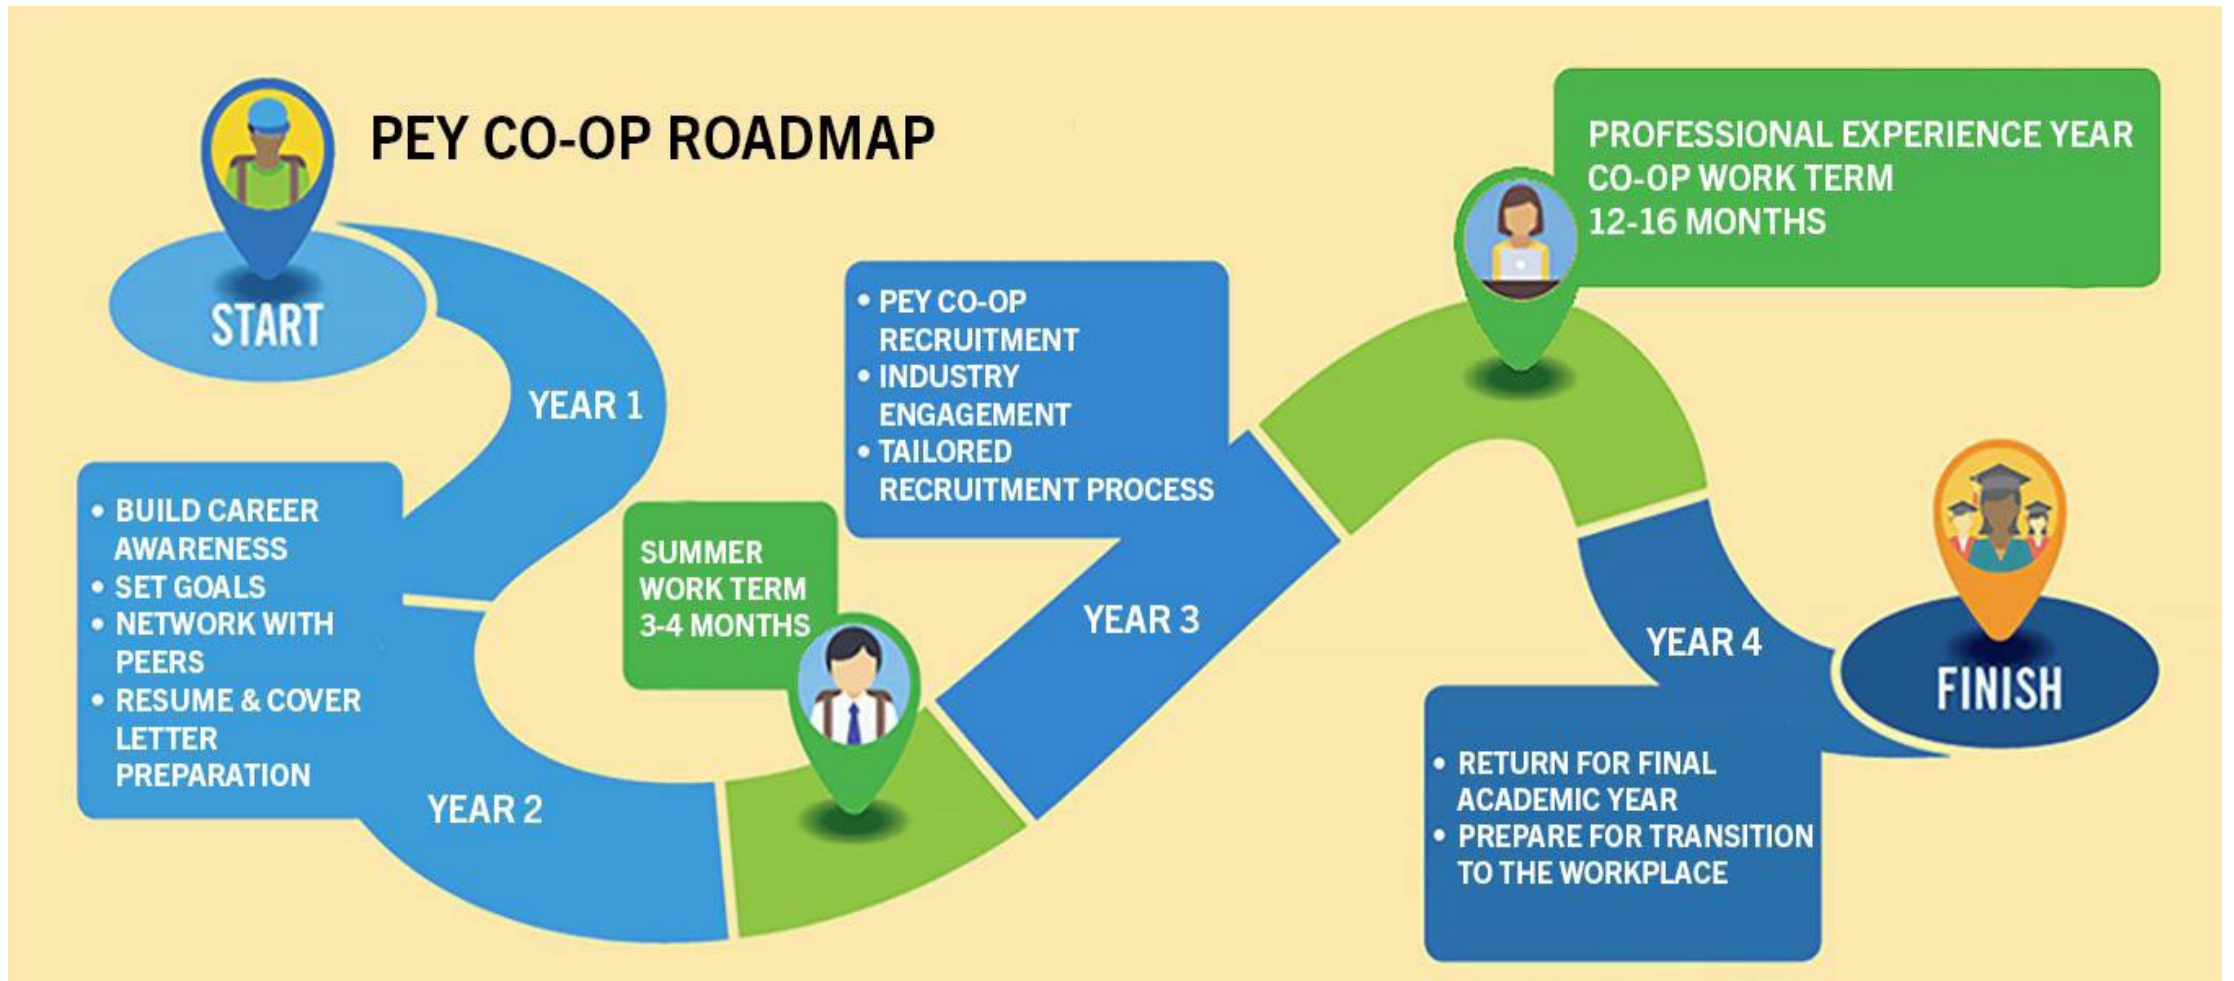 PEY CO-OP ROADMAP
START
YEAR 1
• BUILD CAREER
AWARENESS
• SET GOALS
• NETWORK WITH
PEERS
• RESUME & COVER
LETTER
PREPARATION
YEAR 2
SUMMER
WORK TERM
3-4 MONTHS
• PEY CO-OP
RECRUITMENT
• INDUSTRY
ENGAGEMENT
• TAILORED
RECRUITMENT PROCESS
YEAR 3
PROFESSIONAL EXPERIENCE YEAR
CO-OP WORK TERM
12-16 MONTHS
YEAR 4
• RETURN FOR FINAL
ACADEMIC YEAR
• PREPARE FOR TRANSITION
TO THE WORKPLACE
FINISH